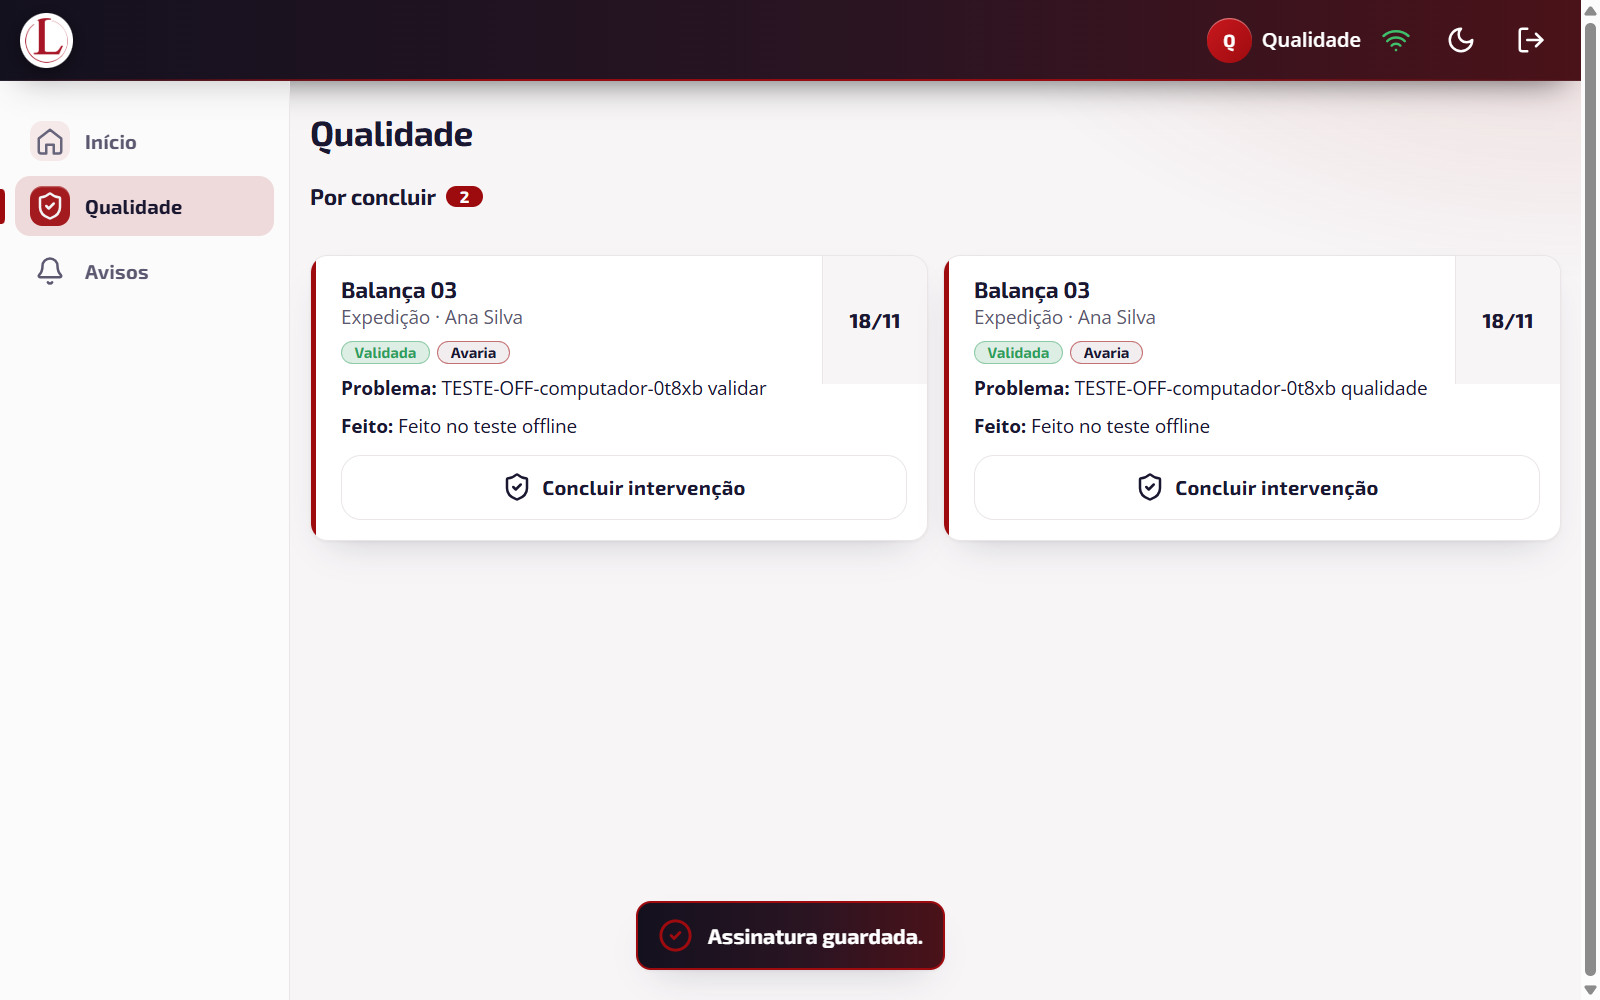 L
Q Qualidade
Início
Qualidade
Avisos
Qualidade
Por concluir 2
Balança 03
Expedição · Ana Silva
18/11
Validada Avaria
Problema: TESTE-OFF-computador-0t8xb validar
Feito: Feito no teste offline
Concluir intervenção
Balança 03
Expedição · Ana Silva
18/11
Validada Avaria
Problema: TESTE-OFF-computador-0t8xb qualidade
Feito: Feito no teste offline
Concluir intervenção
Assinatura guardada.